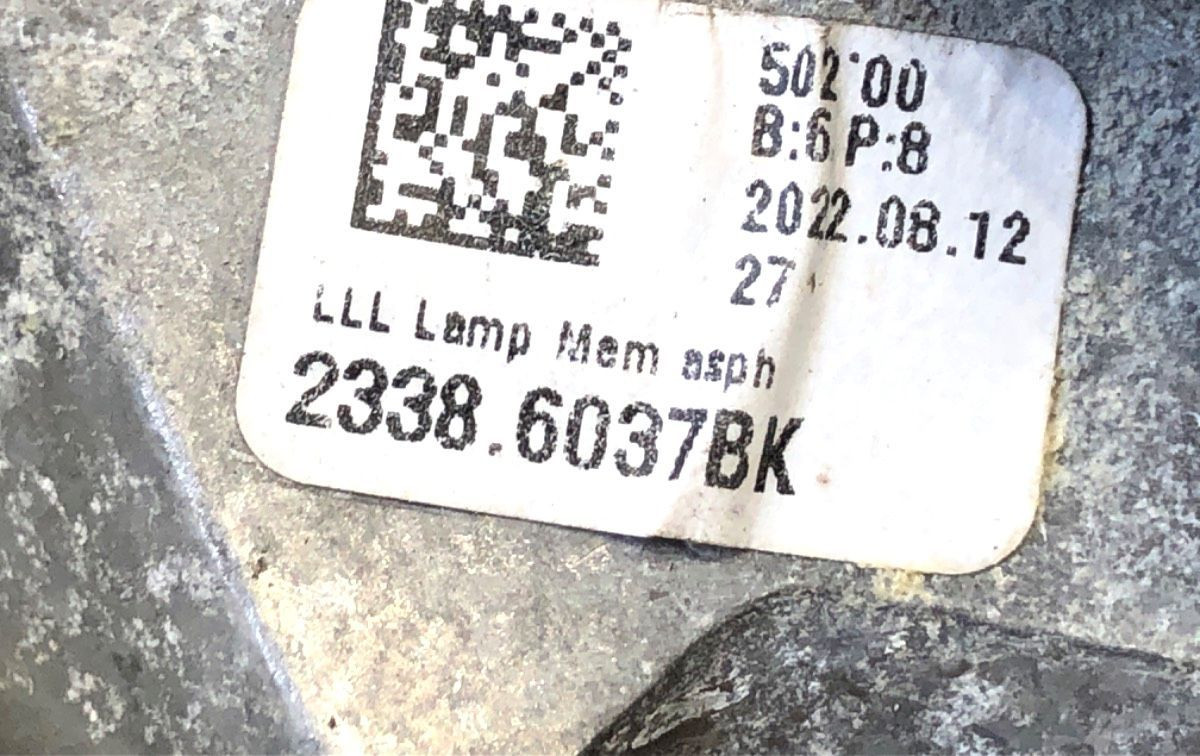 502'00
B:6 P:8
2022.08.12
27
LLL Lamp Mem asph
2338.6037BK